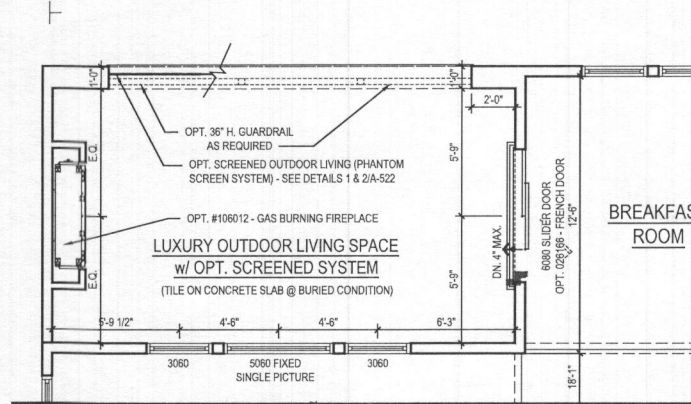 1'-0"
1'-0"
2'-0"
OPT. 36" H. GUARDRAIL
AS REQUIRED
OPT. SCREENED OUTDOOR LIVING (PHANTOM
SCREEN SYSTEM) - SEE DETAILS 1 & 2/A-522
E.Q.
5'-9"
OPT. #106012 - GAS BURNING FIREPLACE
LUXURY OUTDOOR LIVING SPACE
w/ OPT. SCREENED SYSTEM
(TILE ON CONCRETE SLAB @ BURIED CONDITION)
E.Q.
5'-9"
DN. 4" MAX.
6080 SLIDER DOOR
OPT. 026166 - FRENCH DOOR
12'-6"
BREAKFAS
ROOM
5'-9 1/2"
4'-6"
4'-6"
6'-3"
3060
5060 FIXED
SINGLE PICTURE
3060
18'-1"